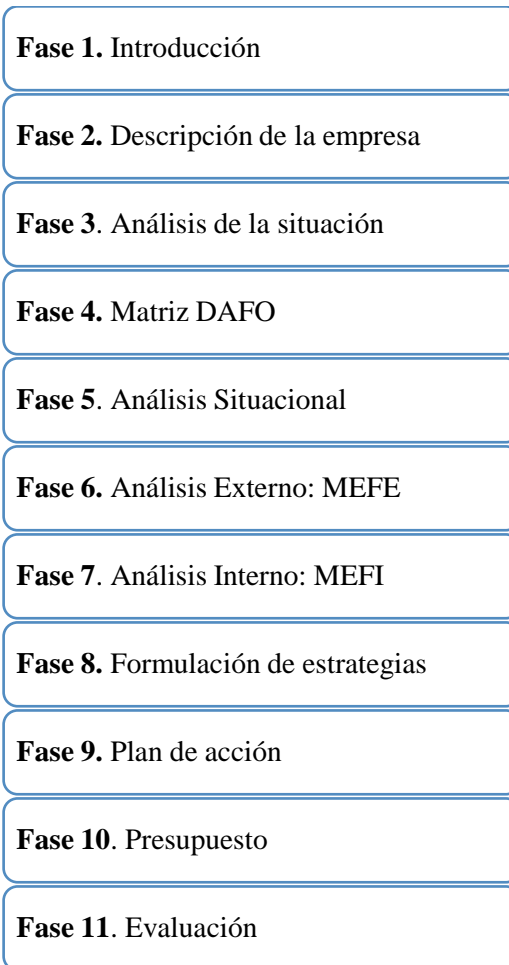 Fase 1. Introducción
Fase 2. Descripción de la empresa
Fase 3. Análisis de la situación
Fase 4. Matriz DAFO
Fase 5. Análisis Situacional
Fase 6. Análisis Externo: MEFE
Fase 7. Análisis Interno: MEFI
Fase 8. Formulación de estrategias
Fase 9. Plan de acción
Fase 10. Presupuesto
Fase 11. Evaluación